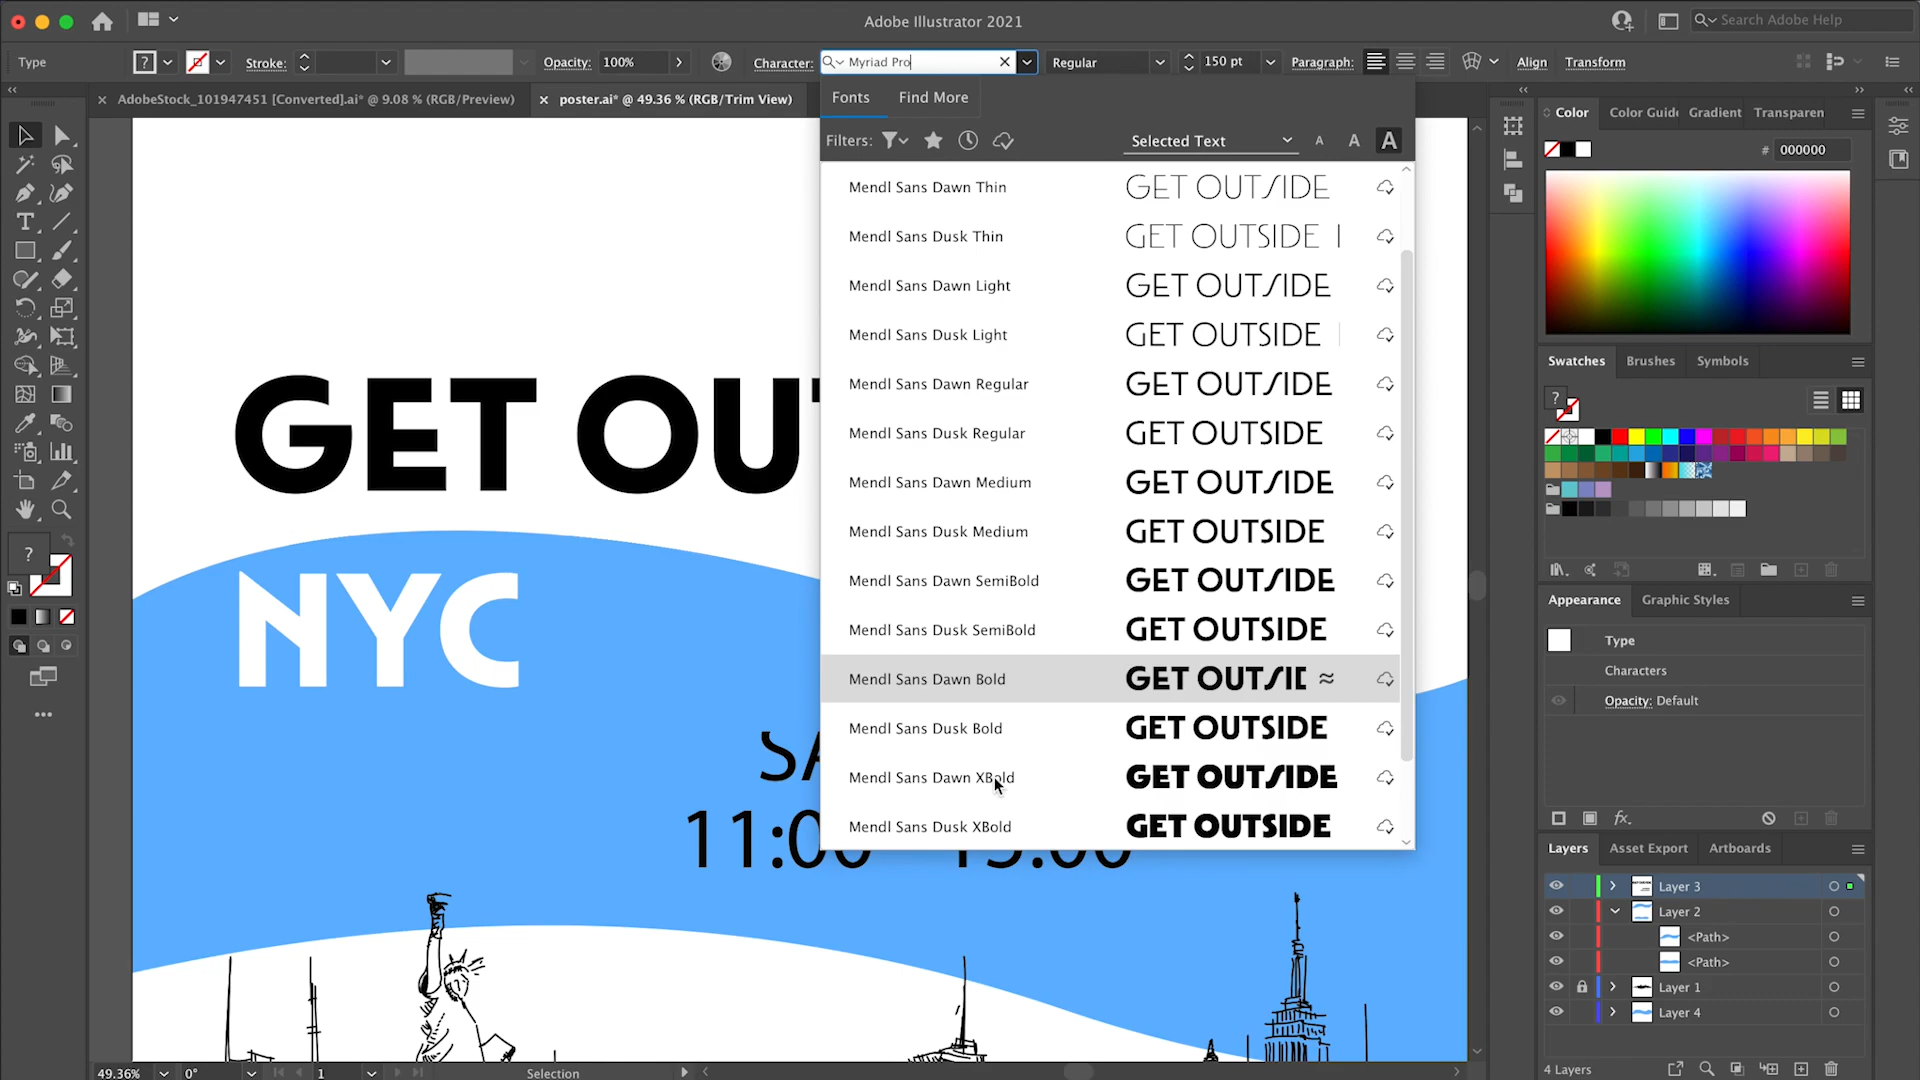 Adobe Illustrator 2021
Search Adobe Help
Type
?
Stroke:
Opacity: 100%
Character:
Myriad Pro
Regular
150 pt
Paragraph:
Align
Transform
AdobeStock_101947451 [Converted].ai* @ 9.08 % (RGB/Preview)
poster.ai* @ 49.36 % (RGB/Trim View)
Fonts
Find More
Filters:
Selected Text
A A A
Mendl Sans Dawn Thin GET OUTSIDE
Mendl Sans Dusk Thin GET OUTSIDE
Mendl Sans Dawn Light GET OUTSIDE
Mendl Sans Dusk Light GET OUTSIDE
Mendl Sans Dawn Regular GET OUTSIDE
Mendl Sans Dusk Regular GET OUTSIDE
Mendl Sans Dawn Medium GET OUTSIDE
Mendl Sans Dusk Medium GET OUTSIDE
Mendl Sans Dawn SemiBold GET OUTSIDE
Mendl Sans Dusk SemiBold GET OUTSIDE
Mendl Sans Dawn Bold GET OUTSID ≈
Mendl Sans Dusk Bold GET OUTSIDE
Mendl Sans Dawn XBold GET OUTSIDE
Mendl Sans Dusk XBold GET OUTSIDE
GET OU
NYC
SA
11:00
Color
Color Guide
Gradient
Transparen
# 000000
Swatches
Brushes
Symbols
?
Appearance
Graphic Styles
Type
Characters
Opacity: Default
fx.
Layers
Asset Export
Artboards
Layer 3
Layer 2
<Path>
<Path>
Layer 1
Layer 4
4 Layers
?
49.36%
0°
1
Selection